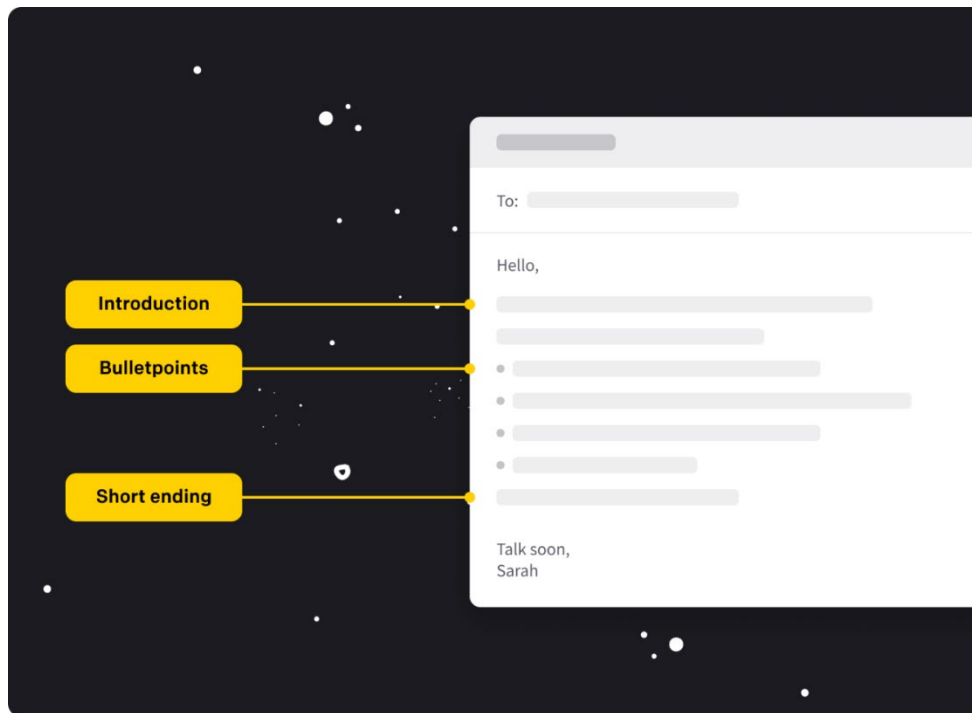 To:
Hello,
Introduction
Bulletpoints
Short ending
Talk soon,
Sarah